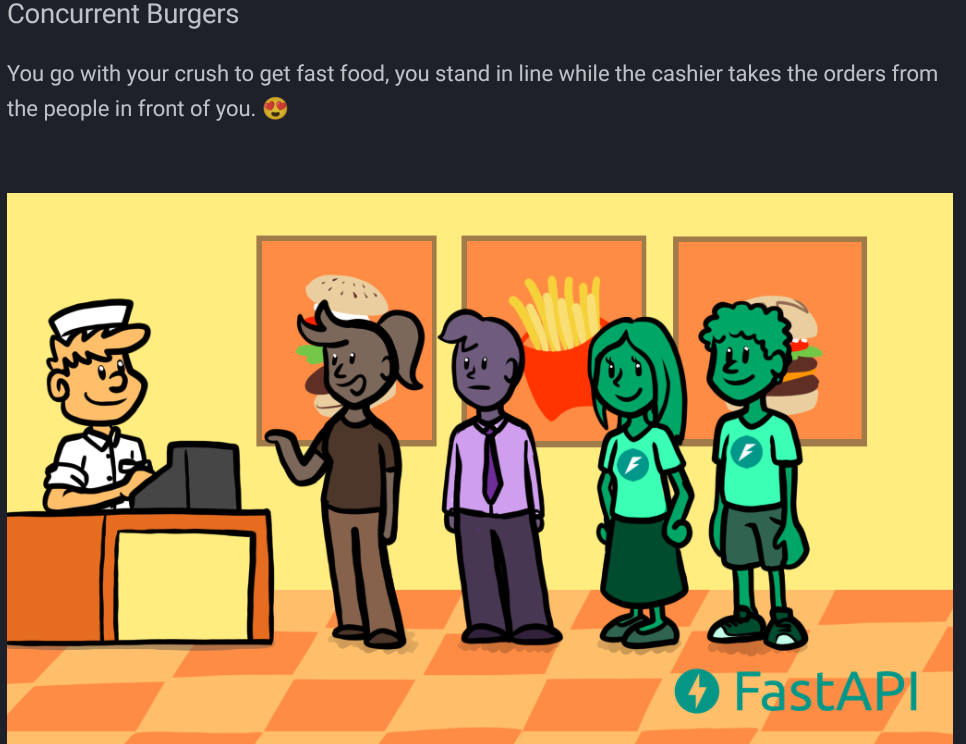 Concurrent Burgers
You go with your crush to get fast food, you stand in line while the cashier takes the orders from
the people in front of you. 😍
FastAPI